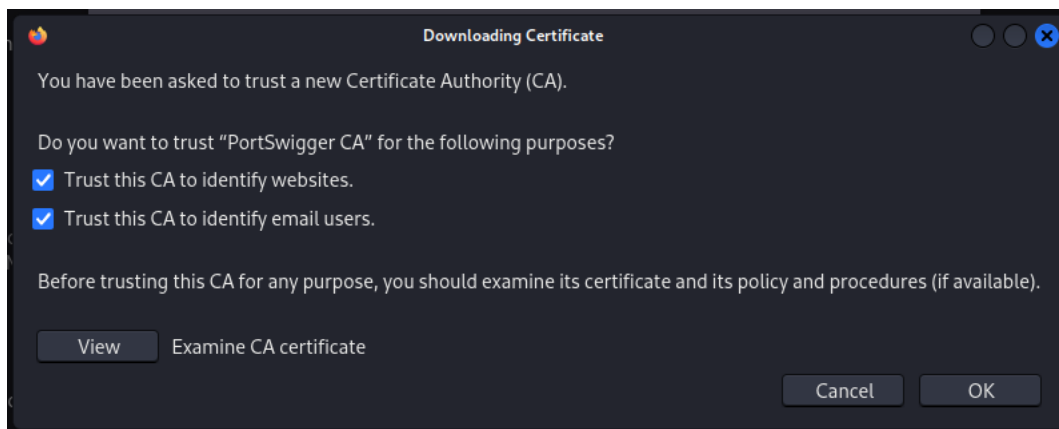 Downloading Certificate
You have been asked to trust a new Certificate Authority (CA).
Do you want to trust “PortSwigger CA” for the following purposes?
Trust this CA to identify websites.
Trust this CA to identify email users.
Before trusting this CA for any purpose, you should examine its certificate and its policy and procedures (if available).
View Examine CA certificate
Cancel OK